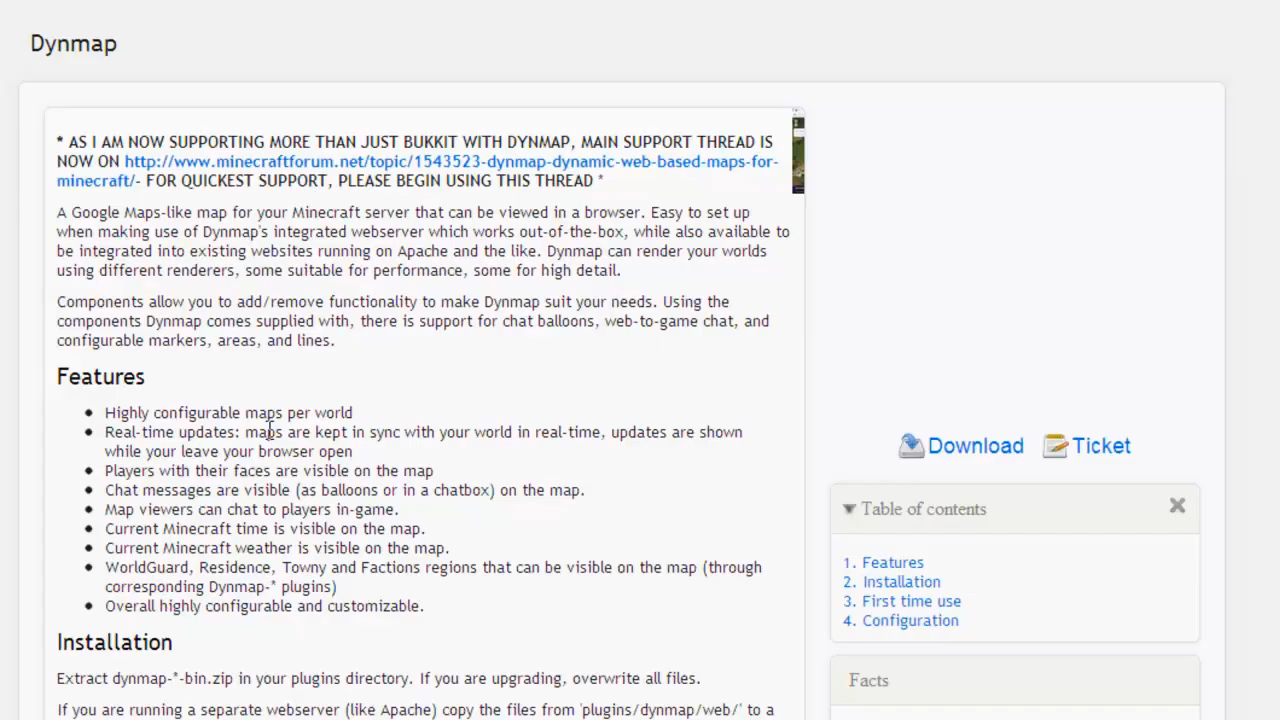 Dynmap
* AS I AM NOW SUPPORTING MORE THAN JUST BUKKIT WITH DYNMAP, MAIN SUPPORT THREAD IS
NOW ON http://www.minecraftforum.net/topic/1543523-dynmap-dynamic-web-based-maps-for-
minecraft/- FOR QUICKEST SUPPORT, PLEASE BEGIN USING THIS THREAD *
A Google Maps-like map for your Minecraft server that can be viewed in a browser. Easy to set up
when making use of Dynmap's integrated webserver which works out-of-the-box, while also available to
be integrated into existing websites running on Apache and the like. Dynmap can render your worlds
using different renderers, some suitable for performance, some for high detail.
Components allow you to add/remove functionality to make Dynmap suit your needs. Using the
components Dynmap comes supplied with, there is support for chat balloons, web-to-game chat, and
configurable markers, areas, and lines.
Features
• Highly configurable maps per world
• Real-time updates: maps are kept in sync with your world in real-time, updates are shown
while your leave your browser open
• Players with their faces are visible on the map
• Chat messages are visible (as balloons or in a chatbox) on the map.
• Map viewers can chat to players in-game.
• Current Minecraft time is visible on the map.
• Current Minecraft weather is visible on the map.
• WorldGuard, Residence, Towny and Factions regions that can be visible on the map (through
corresponding Dynmap-* plugins)
• Overall highly configurable and customizable.
Installation
Extract dynmap-*-bin.zip in your plugins directory. If you are upgrading, overwrite all files.
If you are running a separate webserver (like Apache) copy the files from 'plugins/dynmap/web/' to a
Download Ticket
Table of contents
1. Features
2. Installation
3. First time use
4. Configuration
Facts